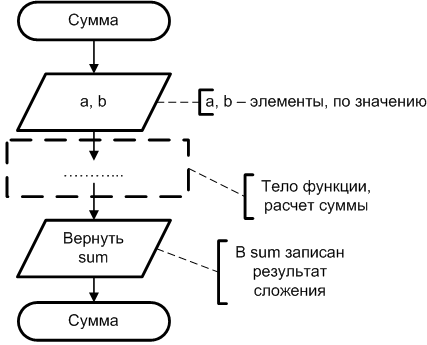 Сумма
a, b
a, b – элементы, по значению
............
Тело функции,
расчет суммы
Вернуть
sum
В sum записан
результат
сложения
Сумма